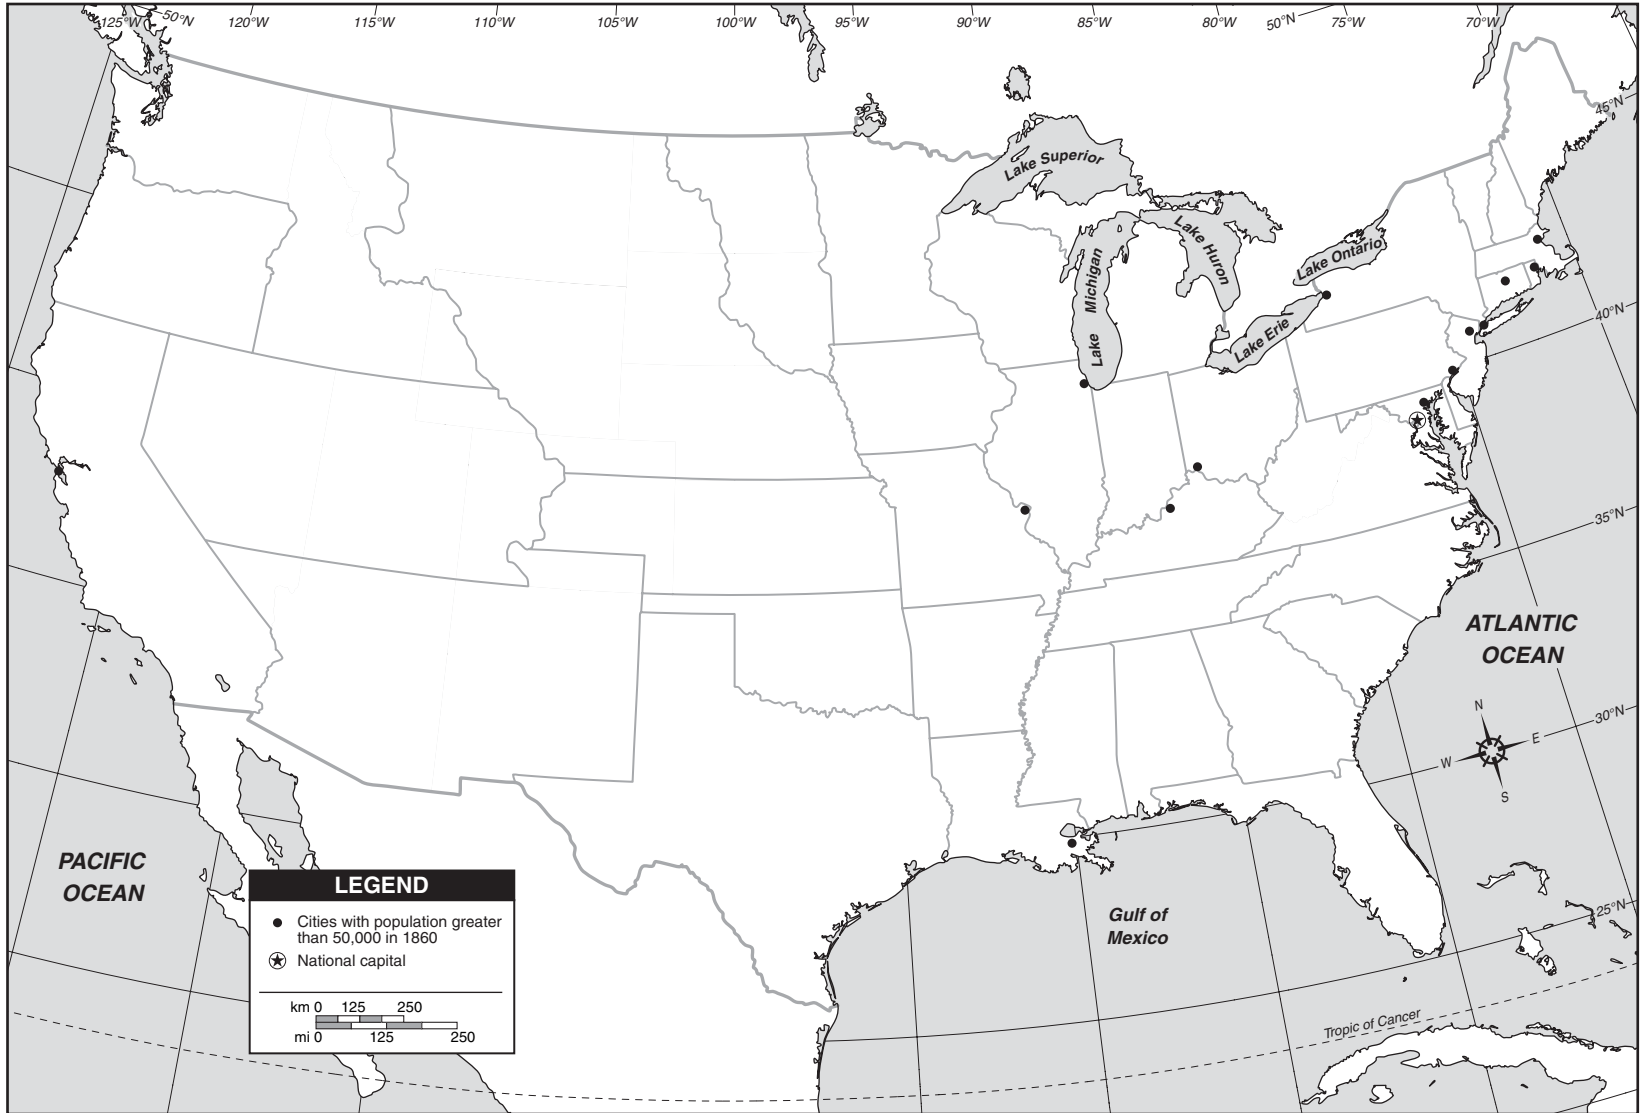 125°W
50°N
120°W
115°W
110°W
105°W
100°W
95°W
90°W
85°W
80°W
50°N
75°W
70°W
45°N
Lake Superior
Lake Huron
Lake Ontario
Lake Michigan
Lake Erie
40°N
35°N
ATLANTIC
OCEAN
N
30°N
E
W
S
PACIFIC
OCEAN
LEGEND
Cities with population greater
than 50,000 in 1860
National capital
km 0 125 250
mi 0 125 250
Gulf of
Mexico
25°N
Tropic of Cancer